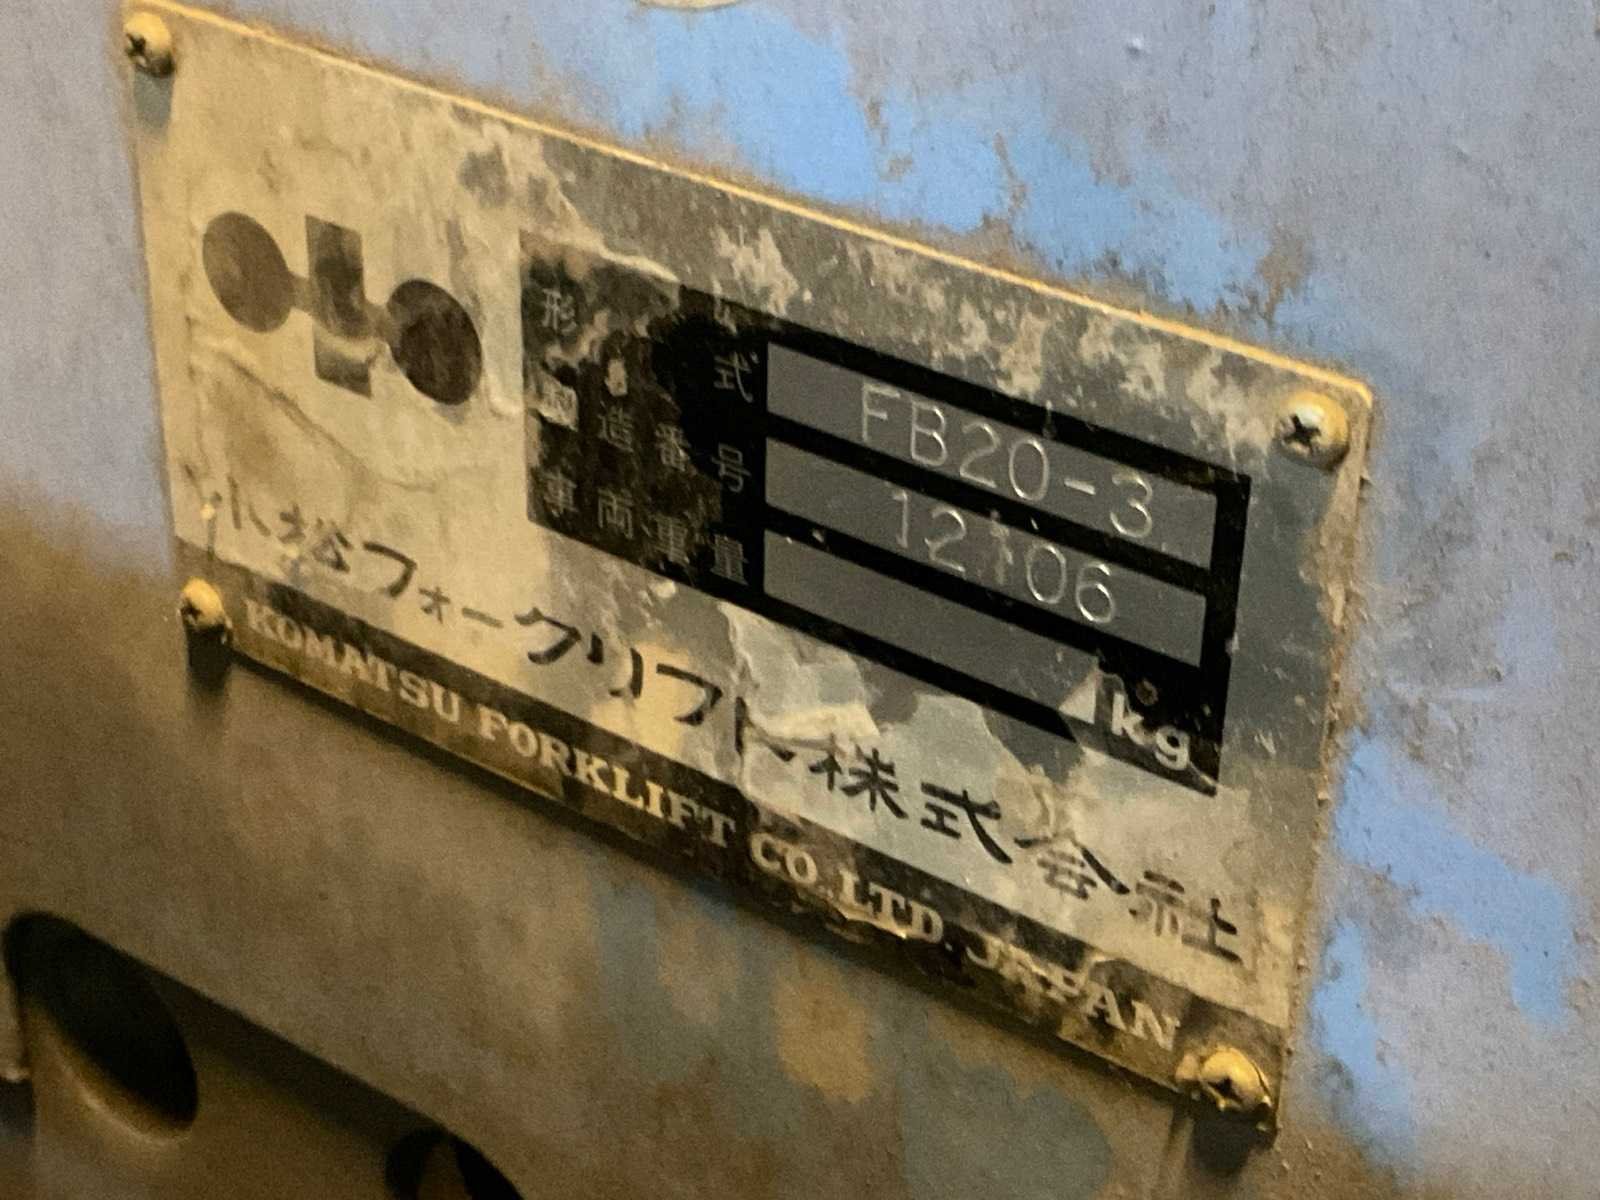 形式 FB20-3
製造番号 12106
車両重量 kg
小松フォークリフト株式会社
KOMATSU FORKLIFT CO.,LTD. JAPAN